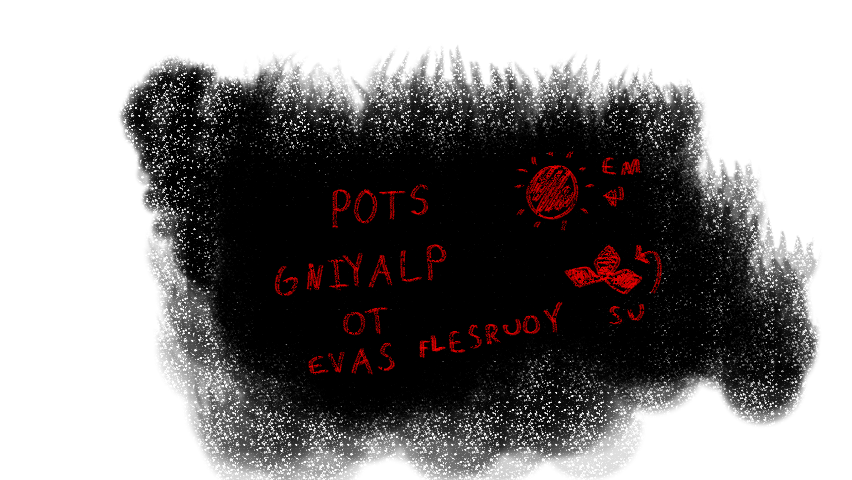 POTS
GNIYALP
OT
EVAS FLESRUOY
EM
SU